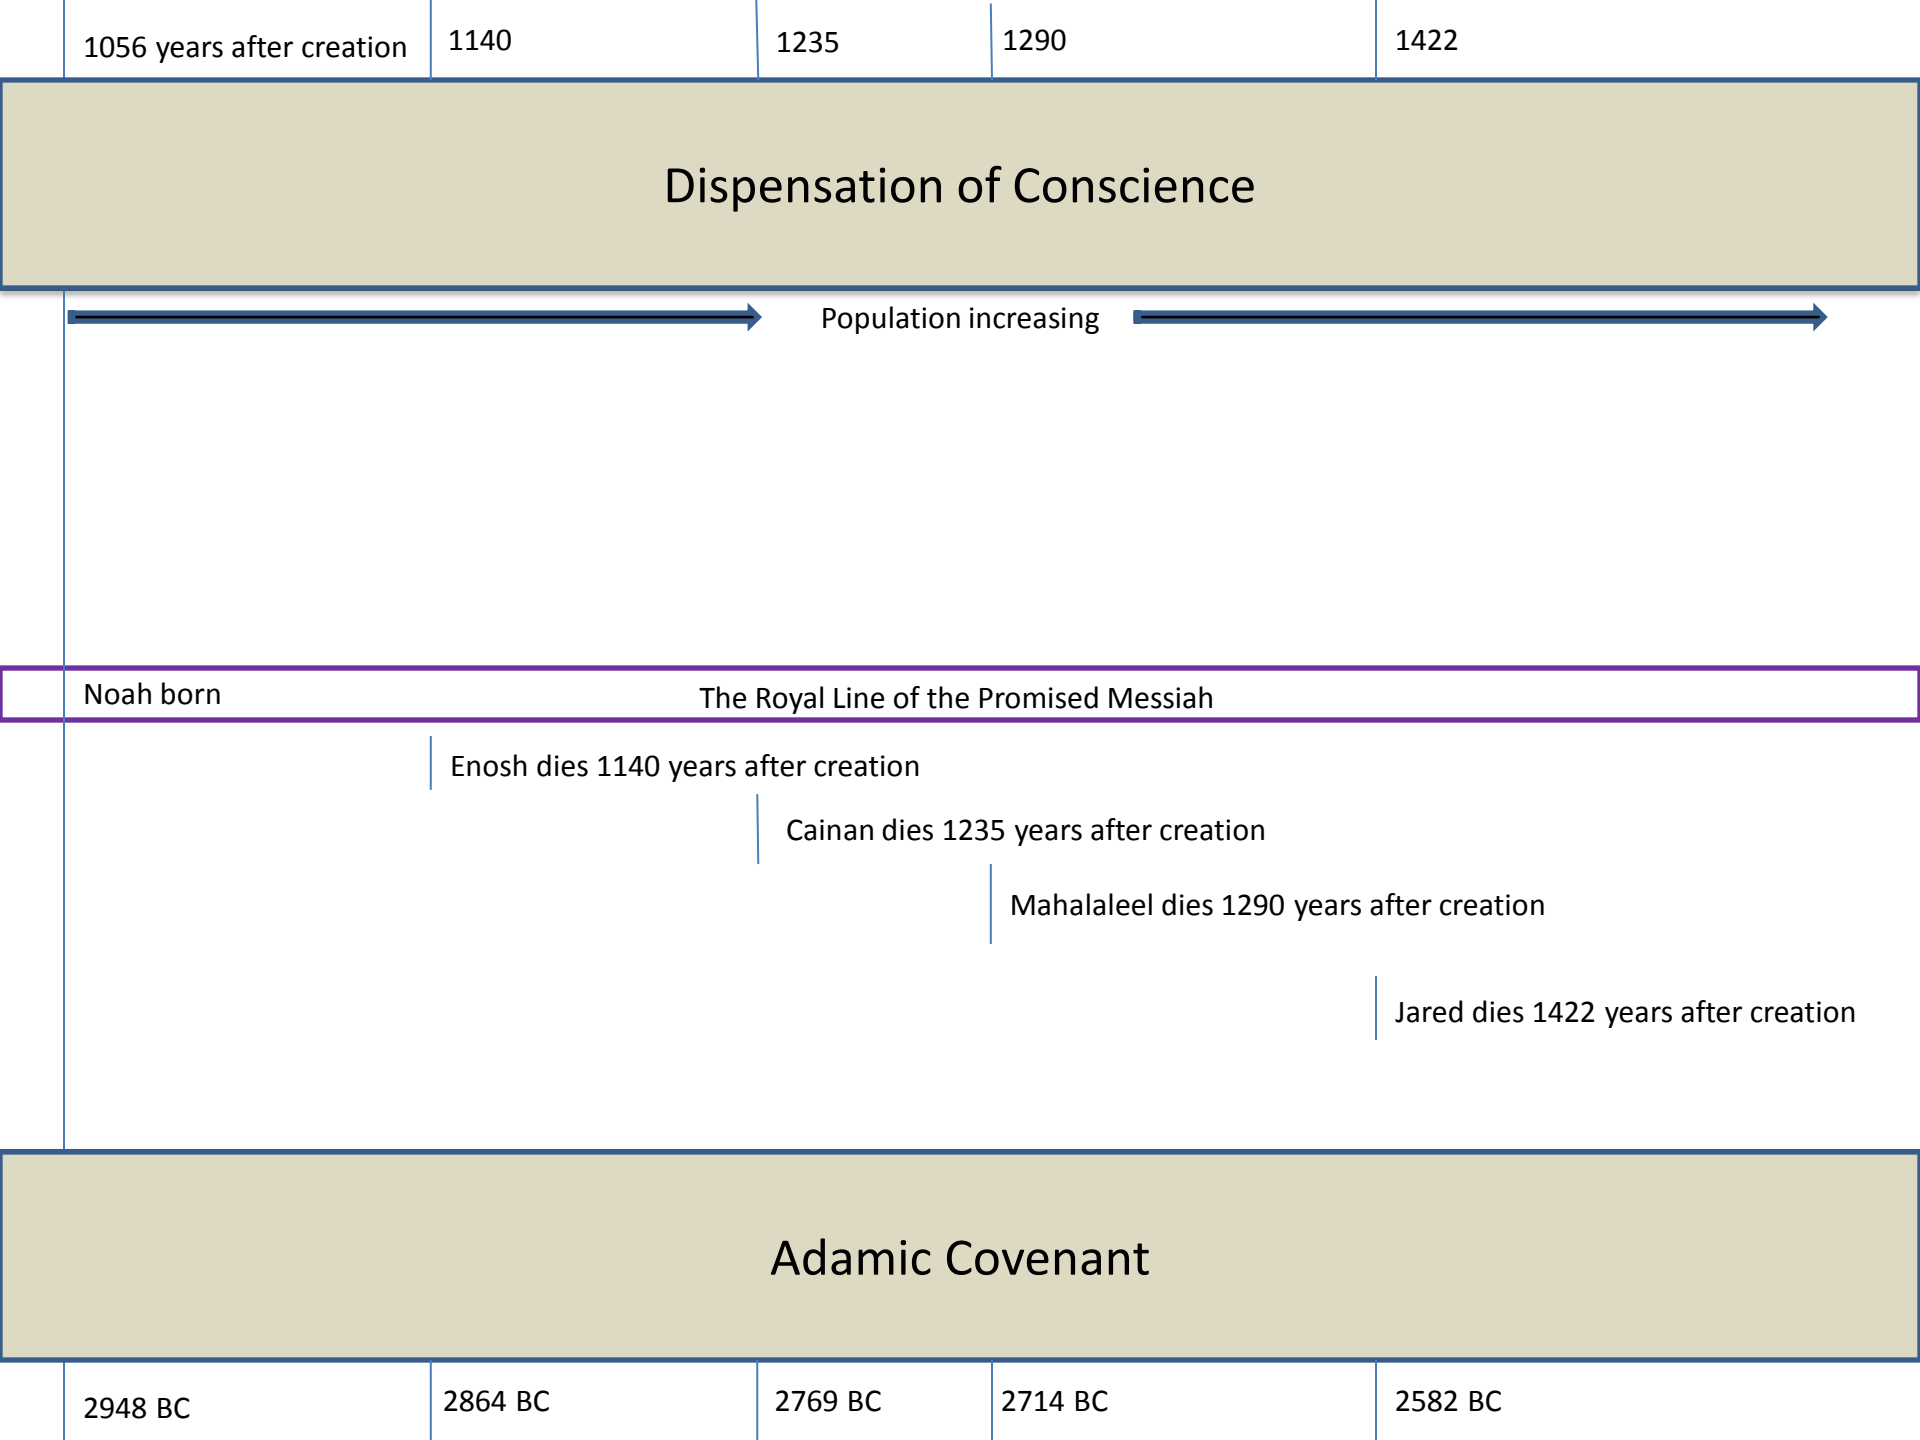 1056 years after creation
1140
1235
1290
1422
Dispensation of Conscience
Population increasing
Noah born
The Royal Line of the Promised Messiah
Enosh dies 1140 years after creation
Cainan dies 1235 years after creation
Mahalaleel dies 1290 years after creation
Jared dies 1422 years after creation
Adamic Covenant
2948 BC
2864 BC
2769 BC
2714 BC
2582 BC